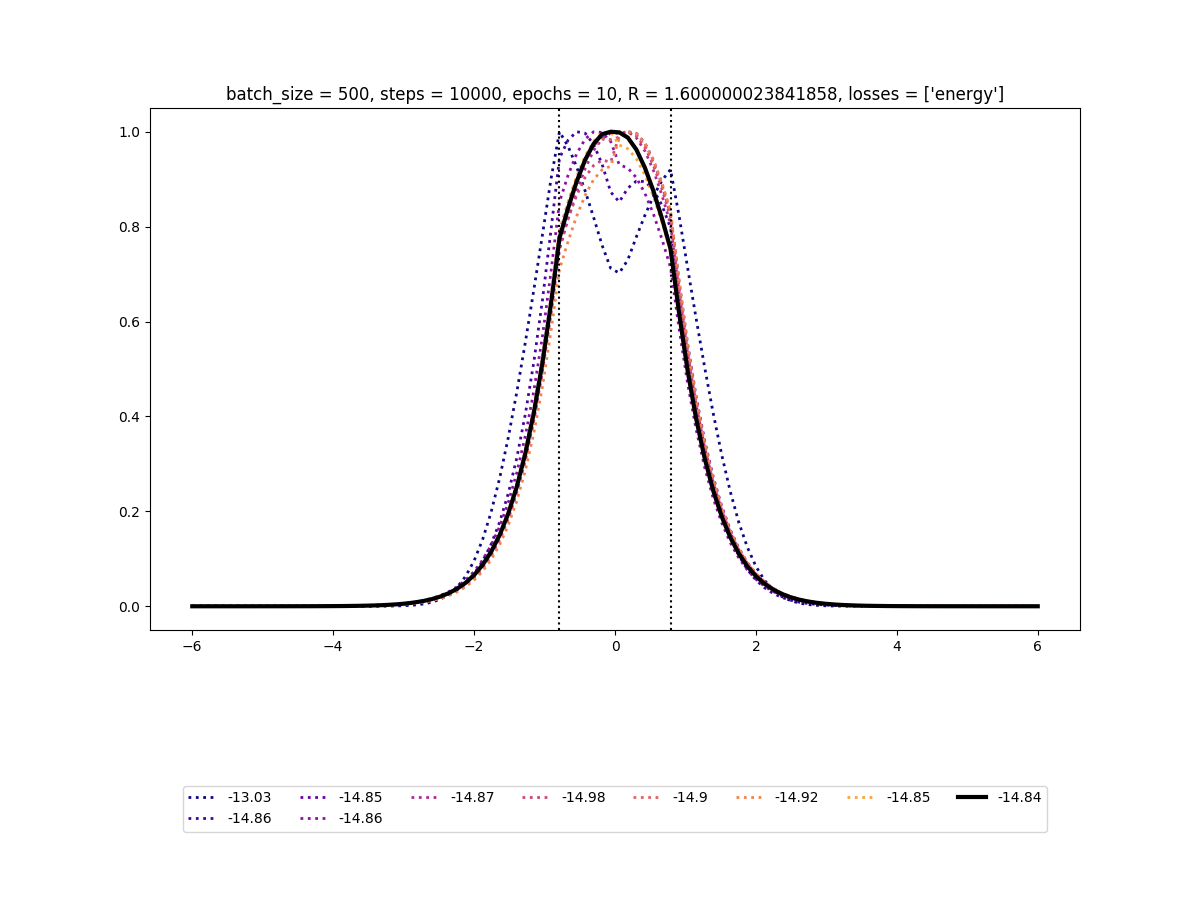 batch_size = 500, steps = 10000, epochs = 10, R = 1.600000023841858, losses = ['energy']
1.0
0.8
0.6
0.4
0.2
0.0
−6 −4 −2 0 2 4 6
-13.03 -14.85 -14.87 -14.98 -14.9 -14.92 -14.85 -14.84
-14.86 -14.86